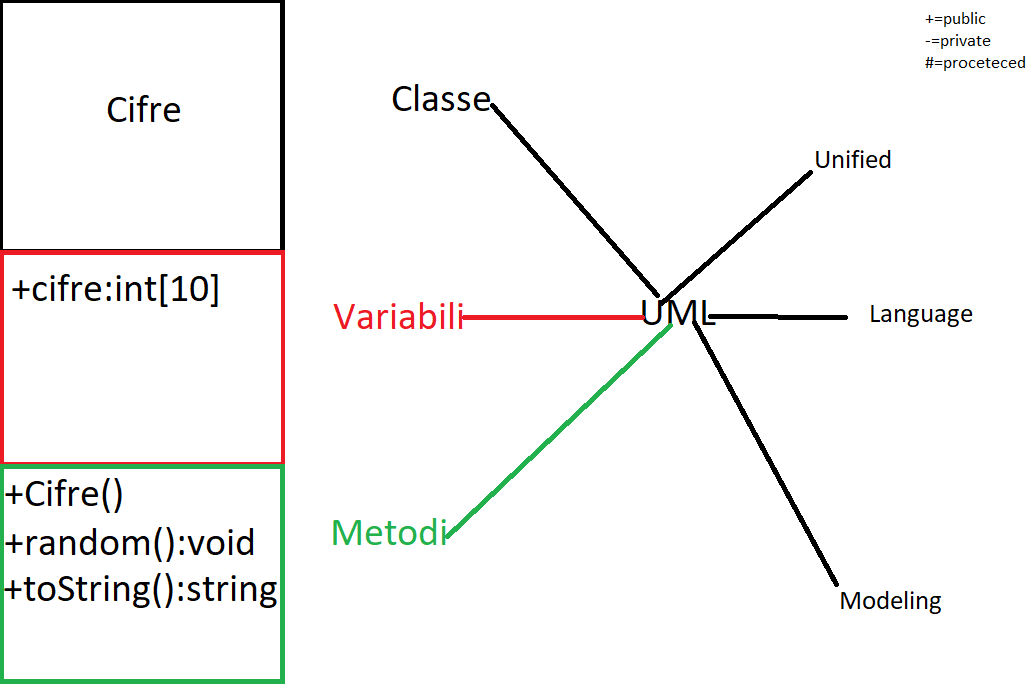 Cifre
+cifre:int[10]
+Cifre()
+random():void
+toString():string
Classe
Variabili
Metodi
UML
Unified
Language
Modeling
+=public
-=private
#=proceteced